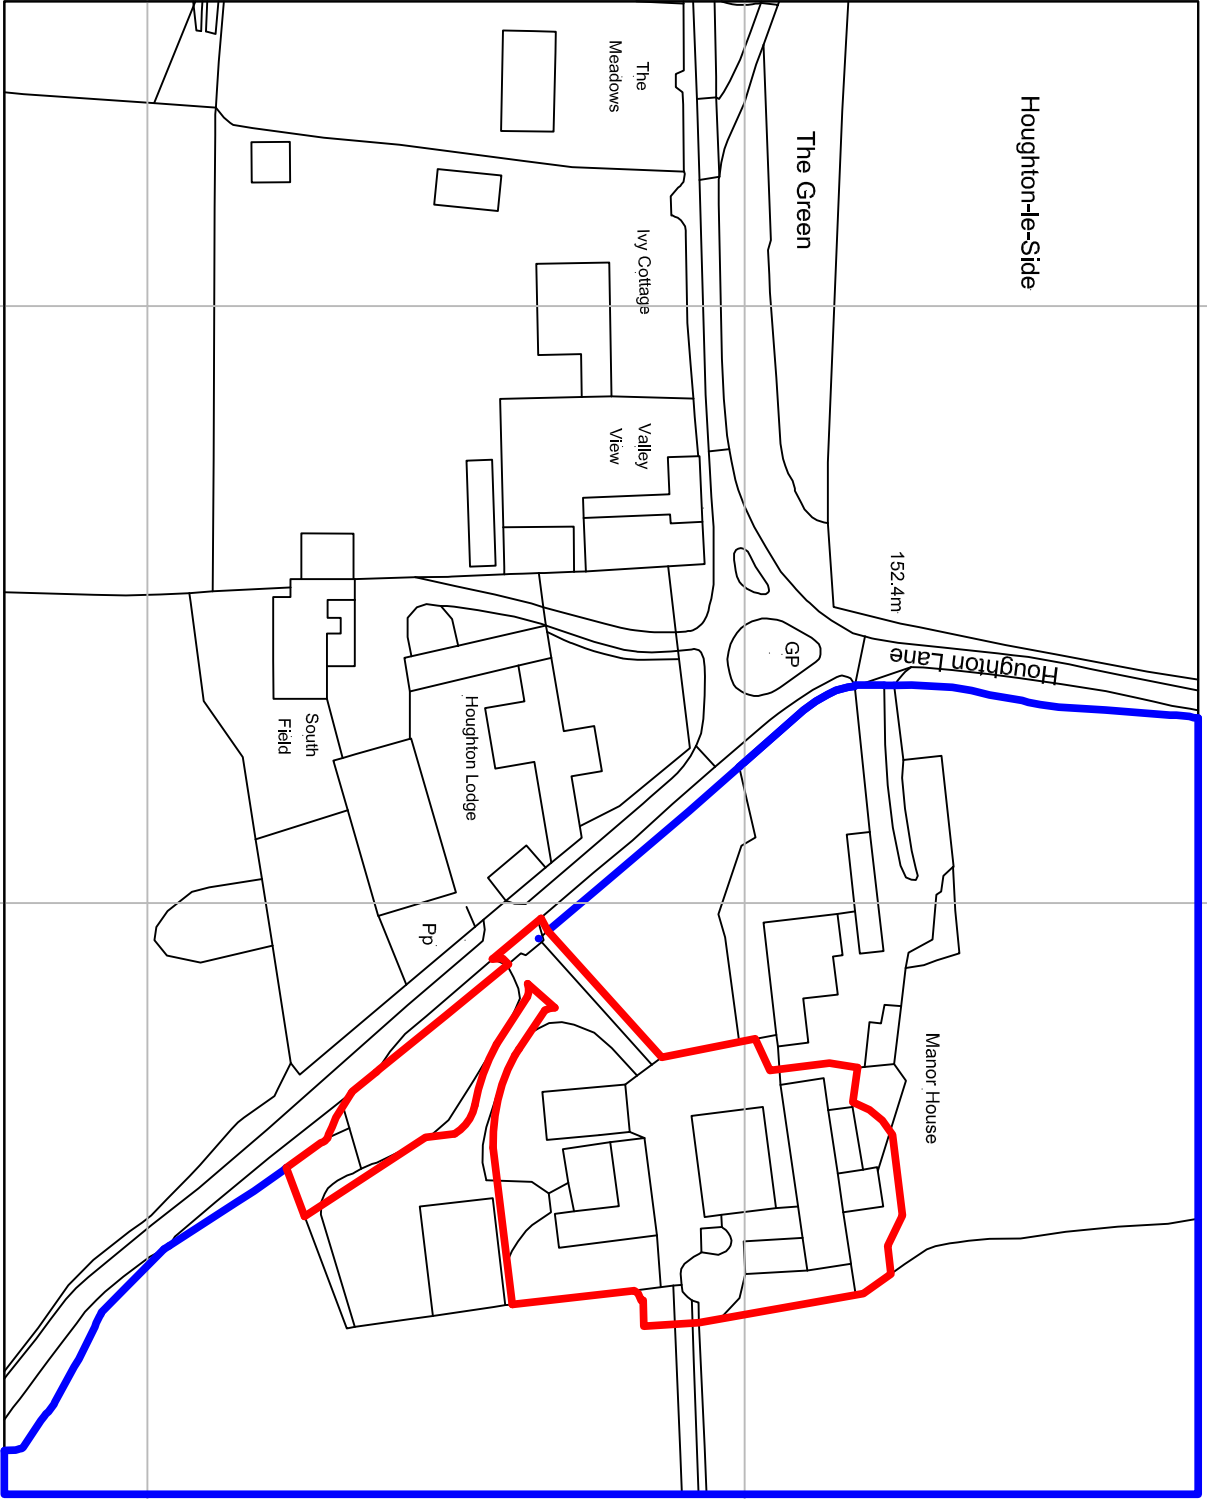 Houghton-le-Side
The Green
The
Meadows
Ivy Cottage
Valley
View
152.4m
Houghton Lane
GP
Houghton Lodge
South
Field
Pp
Manor House